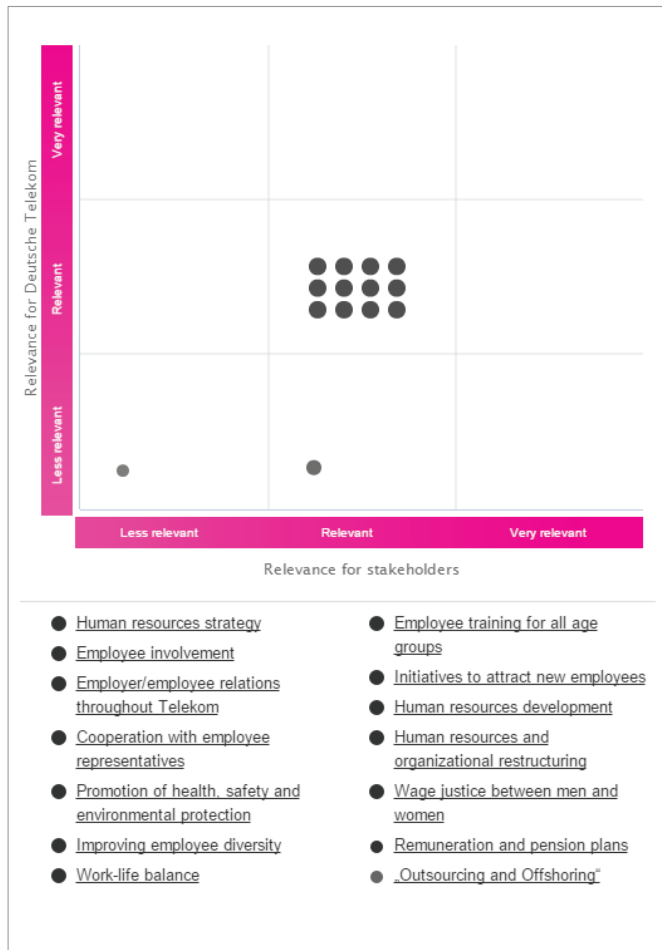 Relevance for Deutsche Telekom
Very relevant
Relevant
Less relevant
Less relevant
Relevant
Very relevant
Relevance for stakeholders
Human resources strategy
Employee involvement
Employer/employee relations
throughout Telekom
Cooperation with employee
representatives
Promotion of health, safety and
environmental protection
Improving employee diversity
Work-life balance
Employee training for all age
groups
Initiatives to attract new employees
Human resources development
Human resources and
organizational restructuring
Wage justice between men and
women
Remuneration and pension plans
„Outsourcing and Offshoring“